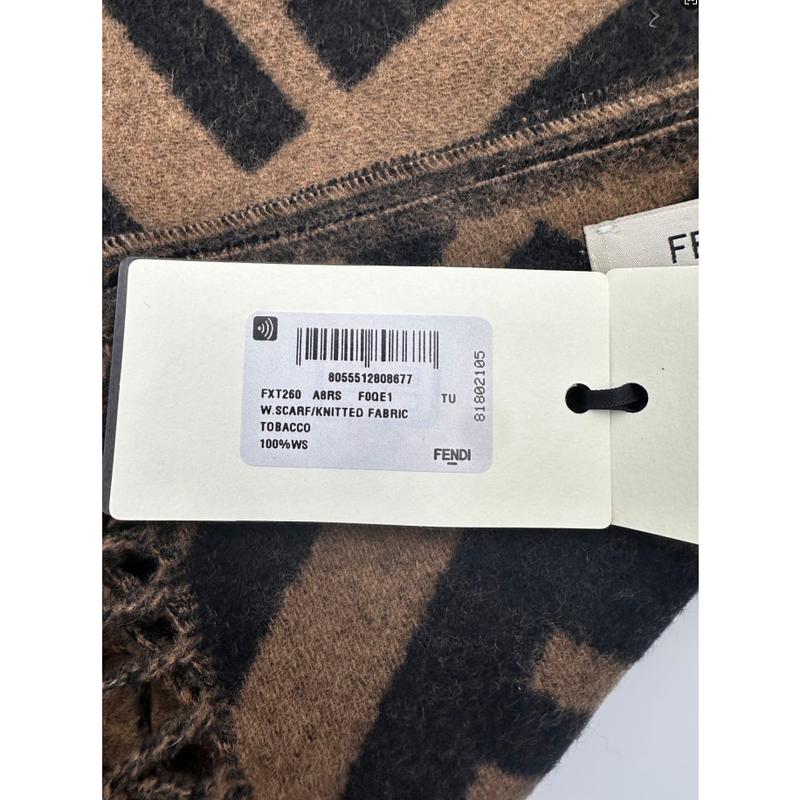 8055512808677
FXT260 A8RS F0QE1 TU
W.SCARF/KNITTED FABRIC
TOBACCO
100%WS
FENDI
81802105
FE